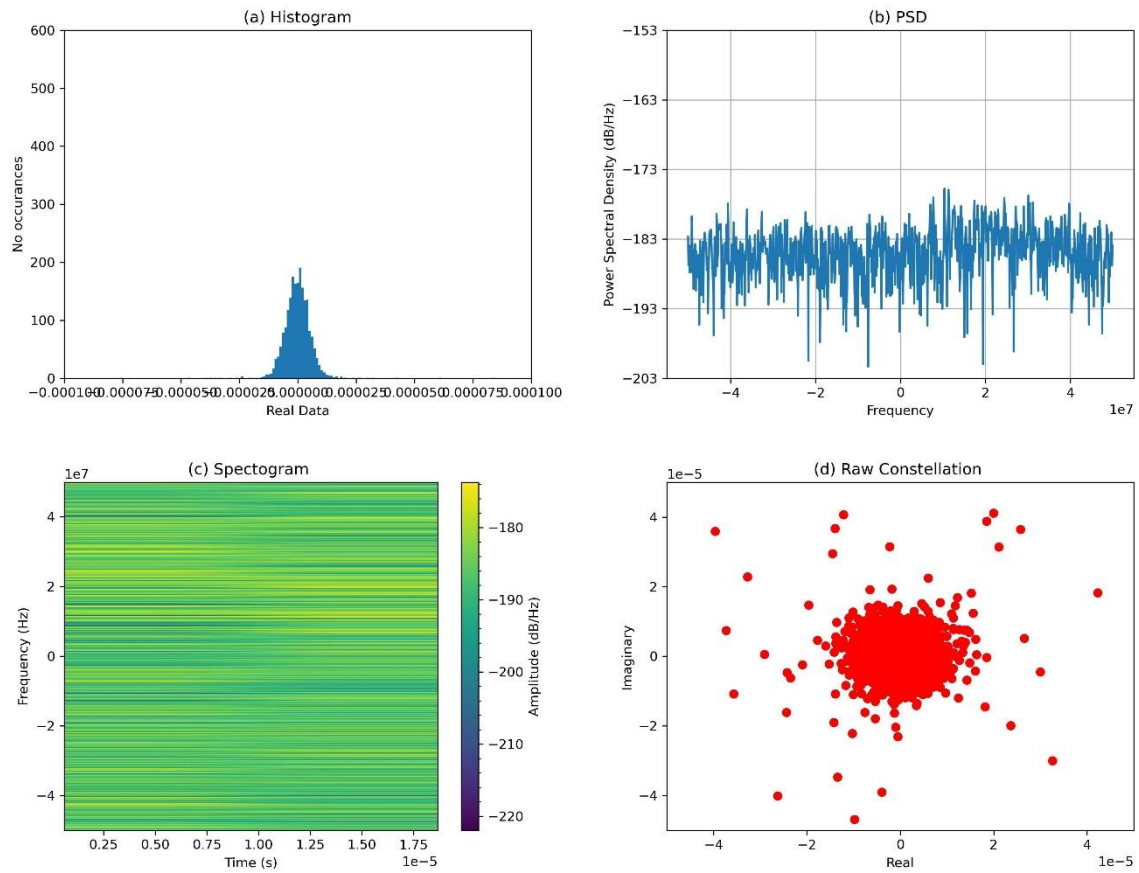 (a) Histogram
600
500
400
300
200
100
0
No occurances
−0.000100 −0.000075 −0.000050 −0.000025 0.000000 0.000025 0.000050 0.000075 0.000100
Real Data
(b) PSD
−153
−163
−173
−183
−193
−203
Power Spectral Density (dB/Hz)
−4 −2 0 2 4
1e7
Frequency
(c) Spectogram
1e7
4
2
0
−2
−4
Frequency (Hz)
0.25 0.50 0.75 1.00 1.25 1.50 1.75
1e−5
Time (s)
−180
−190
−200
−210
−220
Amplitude (dB/Hz)
(d) Raw Constellation
1e−5
4
2
0
−2
−4
Imaginary
−4 −2 0 2 4
1e−5
Real